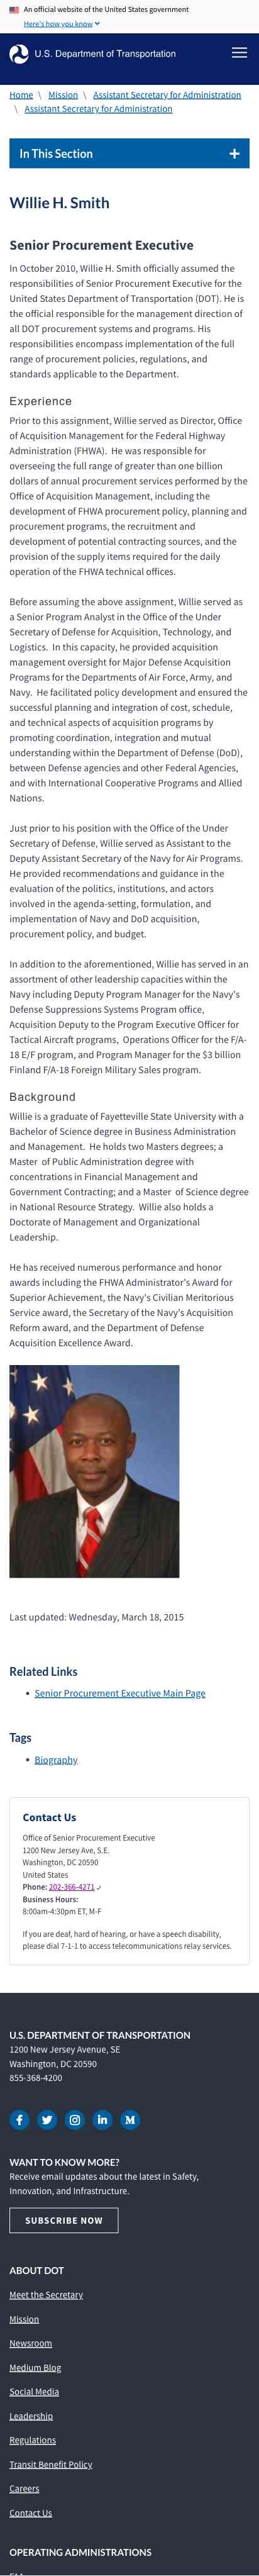 An official website of the United States government
Here's how you know
U.S. Department of Transportation
Home \ Mission \ Assistant Secretary for Administration
\ Assistant Secretary for Administration
In This Section
Willie H. Smith
Senior Procurement Executive
In October 2010, Willie H. Smith officially assumed the
responsibilities of Senior Procurement Executive for the
United States Department of Transportation (DOT). He is
the official responsible for the management direction of
all DOT procurement systems and programs. His
responsibilities encompass implementation of the full
range of procurement policies, regulations, and
standards applicable to the Department.
Experience
Prior to this assignment, Willie served as Director, Office
of Acquisition Management for the Federal Highway
Administration (FHWA).  He was responsible for
overseeing the full range of greater than one billion
dollars of annual procurement services performed by the
Office of Acquisition Management, including the
development of FHWA procurement policy, planning and
procurement programs, the recruitment and
development of potential contracting sources, and the
provision of the supply items required for the daily
operation of the FHWA technical offices.
Before assuming the above assignment, Willie served as
a Senior Program Analyst in the Office of the Under
Secretary of Defense for Acquisition, Technology, and
Logistics.  In this capacity, he provided acquisition
management oversight for Major Defense Acquisition
Programs for the Departments of Air Force, Army, and
Navy.  He facilitated policy development and ensured the
successful planning and integration of cost, schedule,
and technical aspects of acquisition programs by
promoting coordination, integration and mutual
understanding within the Department of Defense (DoD),
between Defense agencies and other Federal Agencies,
and with International Cooperative Programs and Allied
Nations.
Just prior to his position with the Office of the Under
Secretary of Defense, Willie served as Assistant to the
Deputy Assistant Secretary of the Navy for Air Programs.
He provided recommendations and guidance in the
evaluation of the politics, institutions, and actors
involved in the agenda-setting, formulation, and
implementation of Navy and DoD acquisition,
procurement policy, and budget.
In addition to the aforementioned, Willie has served in an
assortment of other leadership capacities within the
Navy including Deputy Program Manager for the Navy's
Defense Suppressions Systems Program office,
Acquisition Deputy to the Program Executive Officer for
Tactical Aircraft programs,  Operations Officer for the F/A-
18 E/F program, and Program Manager for the $3 billion
Finland F/A-18 Foreign Military Sales program.
Background
Willie is a graduate of Fayetteville State University with a
Bachelor of Science degree in Business Administration
and Management.  He holds two Masters degrees; a
Master  of Public Administration degree with
concentrations in Financial Management and
Government Contracting; and a Master  of Science degree
in National Resource Strategy.  Willie also holds a
Doctorate of Management and Organizational
Leadership.
He has received numerous performance and honor
awards including the FHWA Administrator's Award for
Superior Achievement, the Navy's Civilian Meritorious
Service award, the Secretary of the Navy's Acquisition
Reform award, and the Department of Defense
Acquisition Excellence Award.
Last updated: Wednesday, March 18, 2015
Related Links
• Senior Procurement Executive Main Page
Tags
• Biography
Contact Us
Office of Senior Procurement Executive
1200 New Jersey Ave, S.E.
Washington, DC 20590
United States
Phone: 202-366-4271
Business Hours:
8:00am-4:30pm ET, M-F
If you are deaf, hard of hearing, or have a speech disability,
please dial 7-1-1 to access telecommunications relay services.
U.S. DEPARTMENT OF TRANSPORTATION
1200 New Jersey Avenue, SE
Washington, DC 20590
855-368-4200
WANT TO KNOW MORE?
Receive email updates about the latest in Safety,
Innovation, and Infrastructure.
SUBSCRIBE NOW
ABOUT DOT
Meet the Secretary
Mission
Newsroom
Medium Blog
Social Media
Leadership
Regulations
Transit Benefit Policy
Careers
Contact Us
OPERATING ADMINISTRATIONS